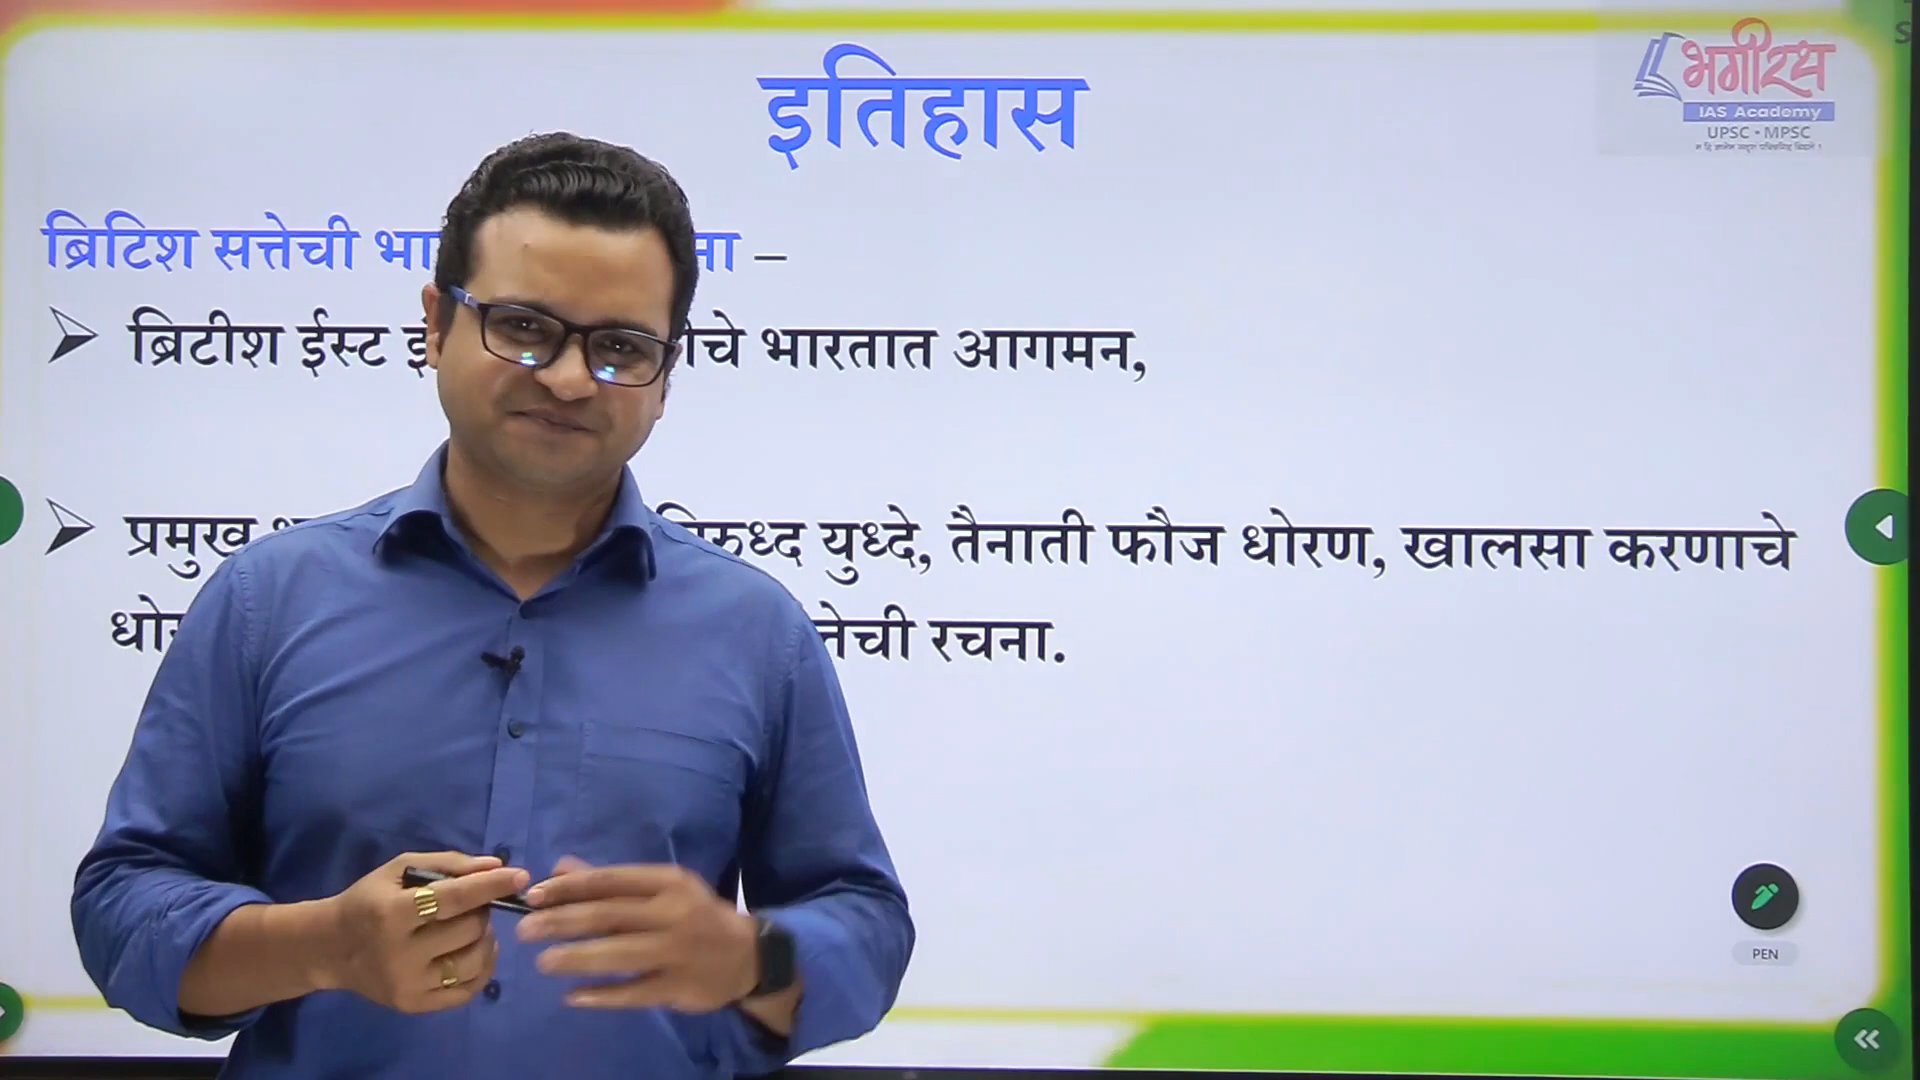 इतिहास
भगीरथ
IAS Academy
UPSC • MPSC
ब्रिटिश सत्तेची –
ब्रिटीश ईस्ट भारतात आगमन,
प्रमुख युध्दे, तैनाती फौज धोरण, खालसा करणाचे
रचना.
PEN